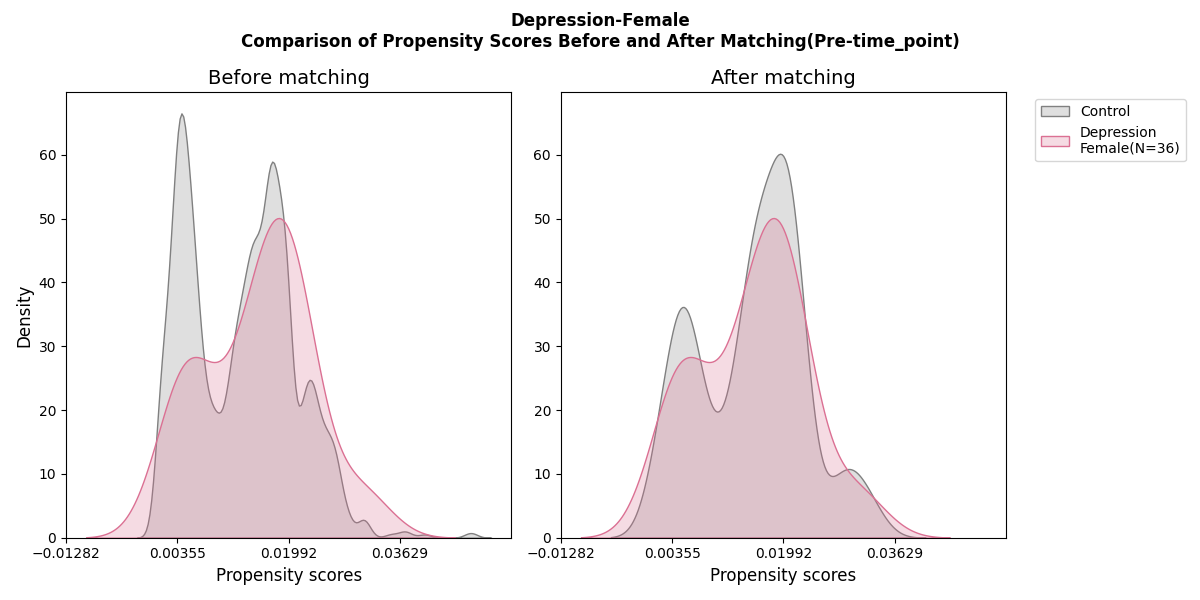 Depression-Female
Comparison of Propensity Scores Before and After Matching(Pre-time_point)
Before matching
After matching
Control
Depression
Female(N=36)
Density
60
50
40
30
20
10
0
−0.01282
0.00355
0.01992
0.03629
Propensity scores
60
50
40
30
20
10
0
−0.01282
0.00355
0.01992
0.03629
Propensity scores